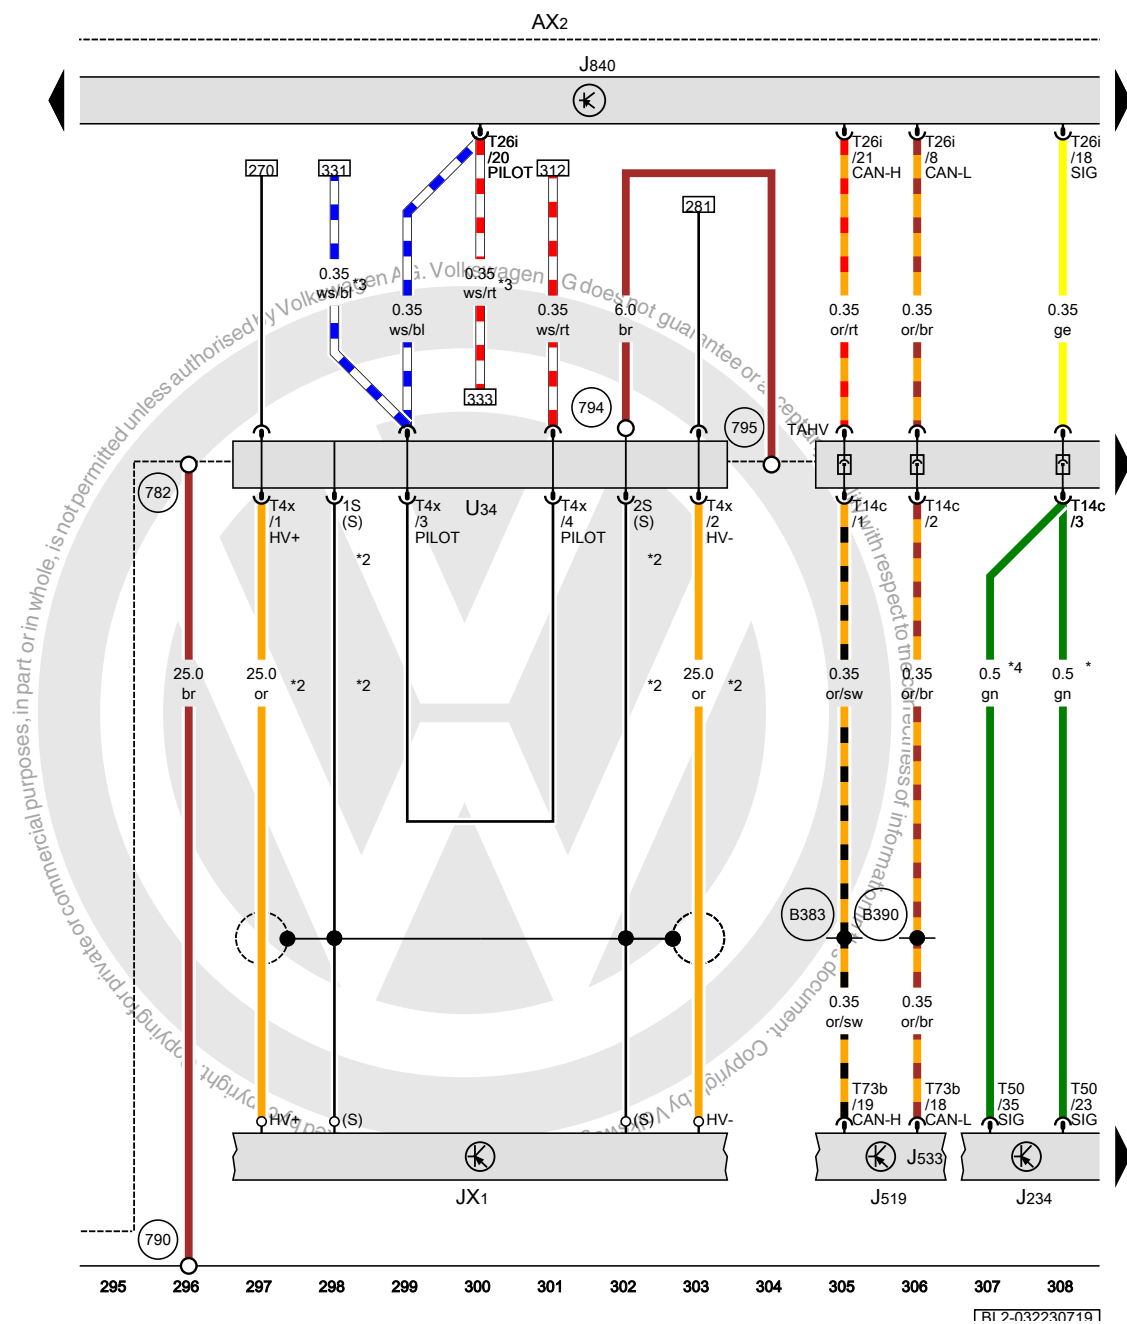 AX2
J840
T26i
/20
PILOT
T26i
/21
CAN-H
T26i
/8
CAN-L
T26i
/18
SIG
270
331
312
281
0.35
ws/bl
*3
0.35
ws/rt
*3
0.35
ws/bl
0.35
ws/rt
6.0
br
0.35
or/rt
0.35
or/br
0.35
ge
333
794
795
TAHV
782
U34
T4x
/1
HV+
1S
(S)
T4x
/3
PILOT
T4x
/4
PILOT
2S
(S)
T4x
/2
HV-
T14c
/1
T14c
/2
T14c
/3
*2
*2
25.0
br
25.0
or
*2
*2
*2
25.0
or
*2
0.35
or/sw
0.35
or/br
0.5
gn
*4
0.5
gn
*
B383
B390
0.35
or/sw
0.35
or/br
HV+
(S)
(S)
HV-
T73b
/19
CAN-H
T73b
/18
CAN-L
T50
/35
SIG
T50
/23
SIG
JX1
J533
J519
J234
790
295 296 297 298 299 300 301 302 303 304 305 306 307 308
BL2-032230719